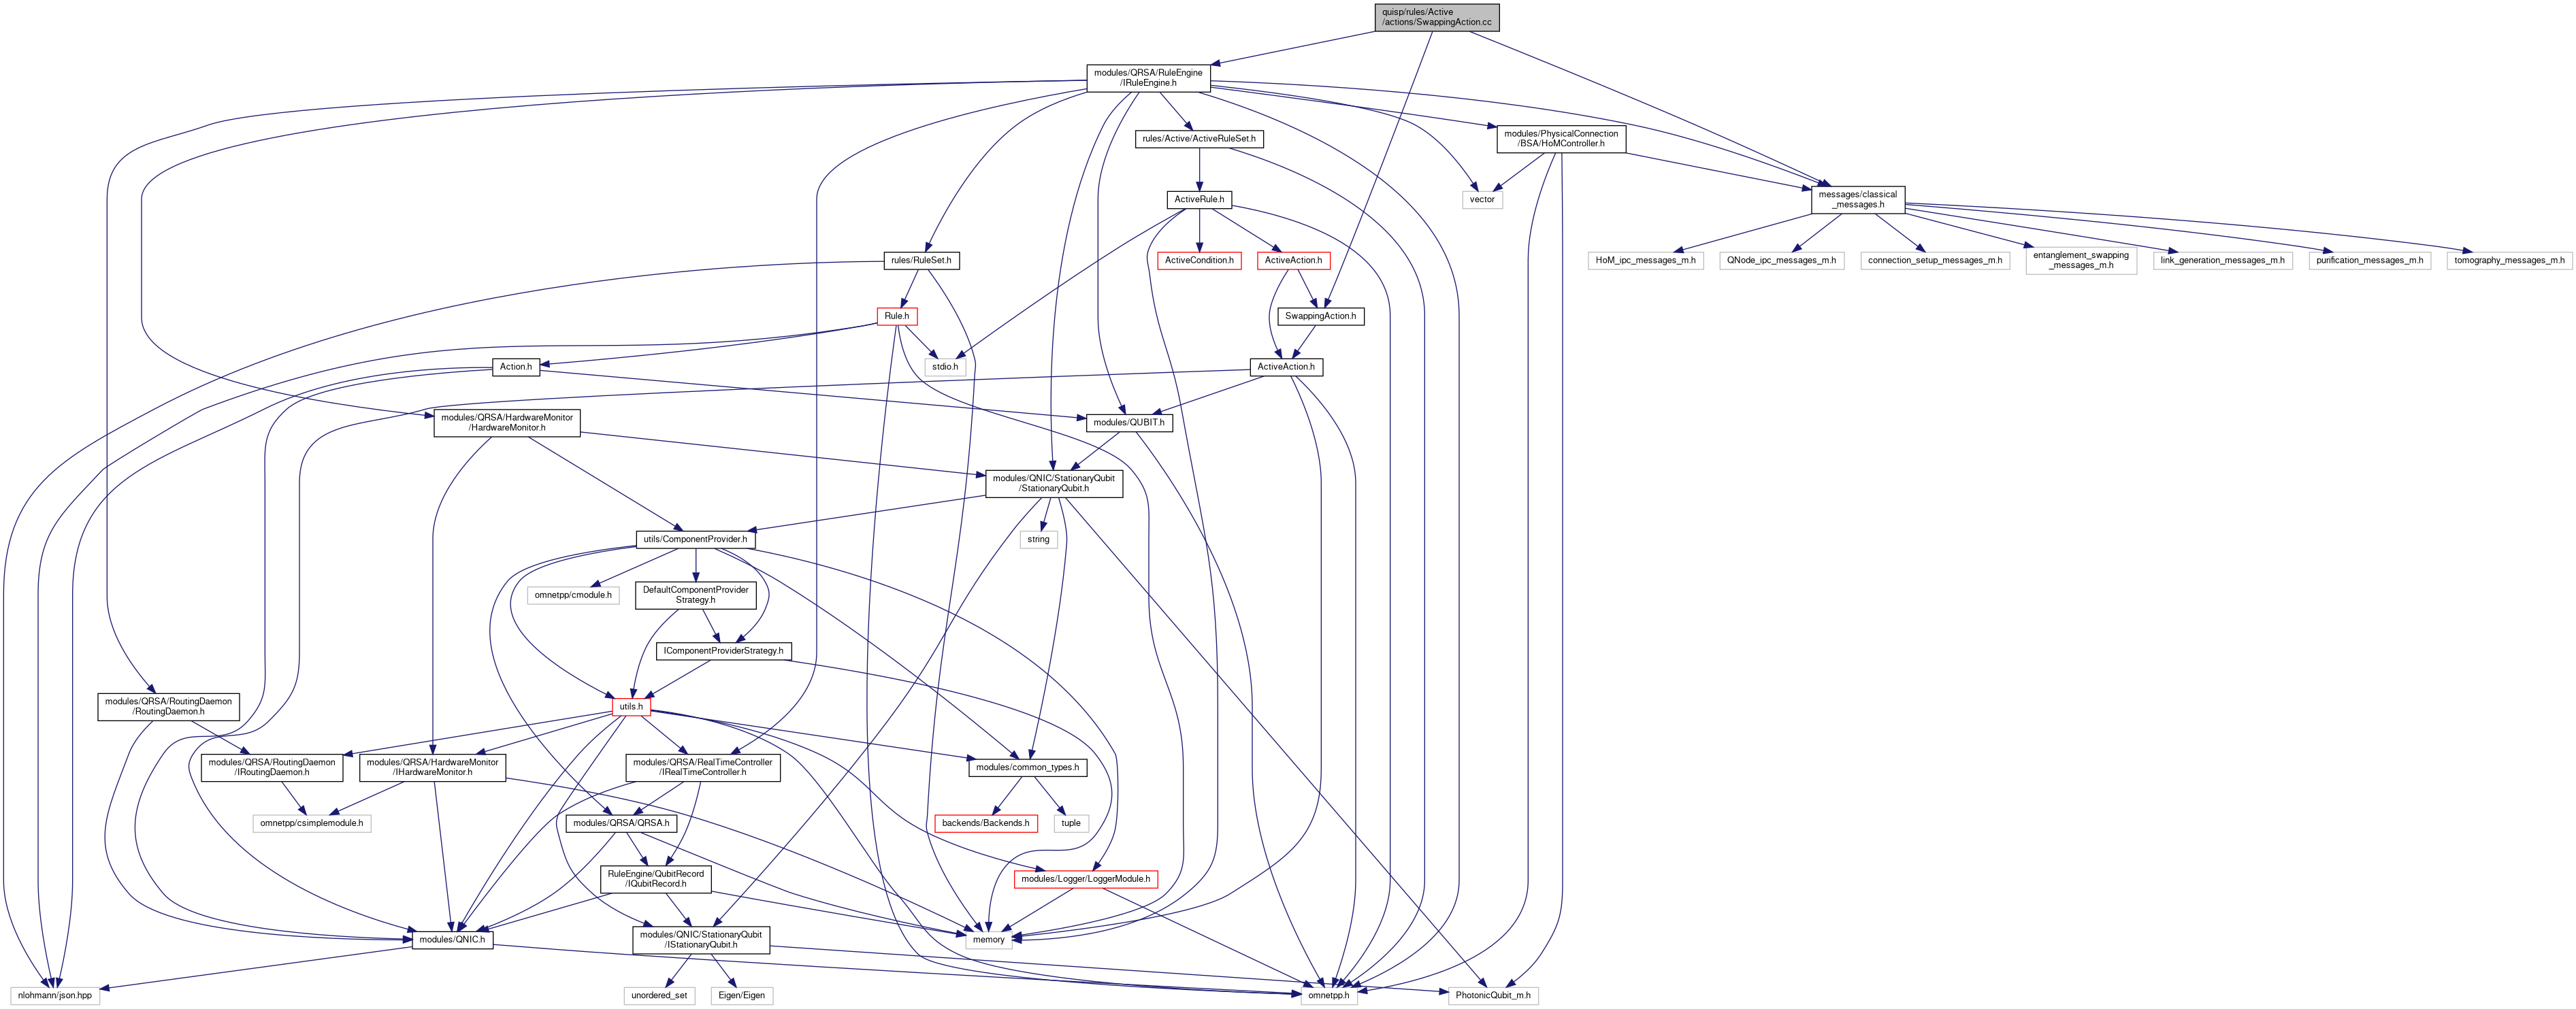 quisp/rules/Active
/actions/SwappingAction.cc
modules/QRSA/RuleEngine
/IRuleEngine.h
rules/Active/ActiveRuleSet.h
modules/PhysicalConnection
/BSA/HoMController.h
ActiveRule.h
vector
messages/classical
_messages.h
rules/RuleSet.h
ActiveCondition.h
ActiveAction.h
HoM_ipc_messages_m.h
QNode_ipc_messages_m.h
connection_setup_messages_m.h
entanglement_swapping
_messages_m.h
link_generation_messages_m.h
purification_messages_m.h
tomography_messages_m.h
Rule.h
SwappingAction.h
Action.h
stdio.h
ActiveAction.h
modules/QRSA/HardwareMonitor
/HardwareMonitor.h
modules/QUBIT.h
modules/QNIC/StationaryQubit
/StationaryQubit.h
utils/ComponentProvider.h
string
omnetpp/cmodule.h
DefaultComponentProvider
Strategy.h
IComponentProviderStrategy.h
modules/QRSA/RoutingDaemon
/RoutingDaemon.h
utils.h
modules/QRSA/RoutingDaemon
/IRoutingDaemon.h
modules/QRSA/HardwareMonitor
/IHardwareMonitor.h
modules/QRSA/RealTimeController
/IRealTimeController.h
modules/common_types.h
omnetpp/csimplemodule.h
modules/QRSA/QRSA.h
backends/Backends.h
tuple
RuleEngine/QubitRecord
/IQubitRecord.h
modules/Logger/LoggerModule.h
modules/QNIC.h
modules/QNIC/StationaryQubit
/IStationaryQubit.h
memory
nlohmann/json.hpp
unordered_set
Eigen/Eigen
omnetpp.h
PhotonicQubit_m.h